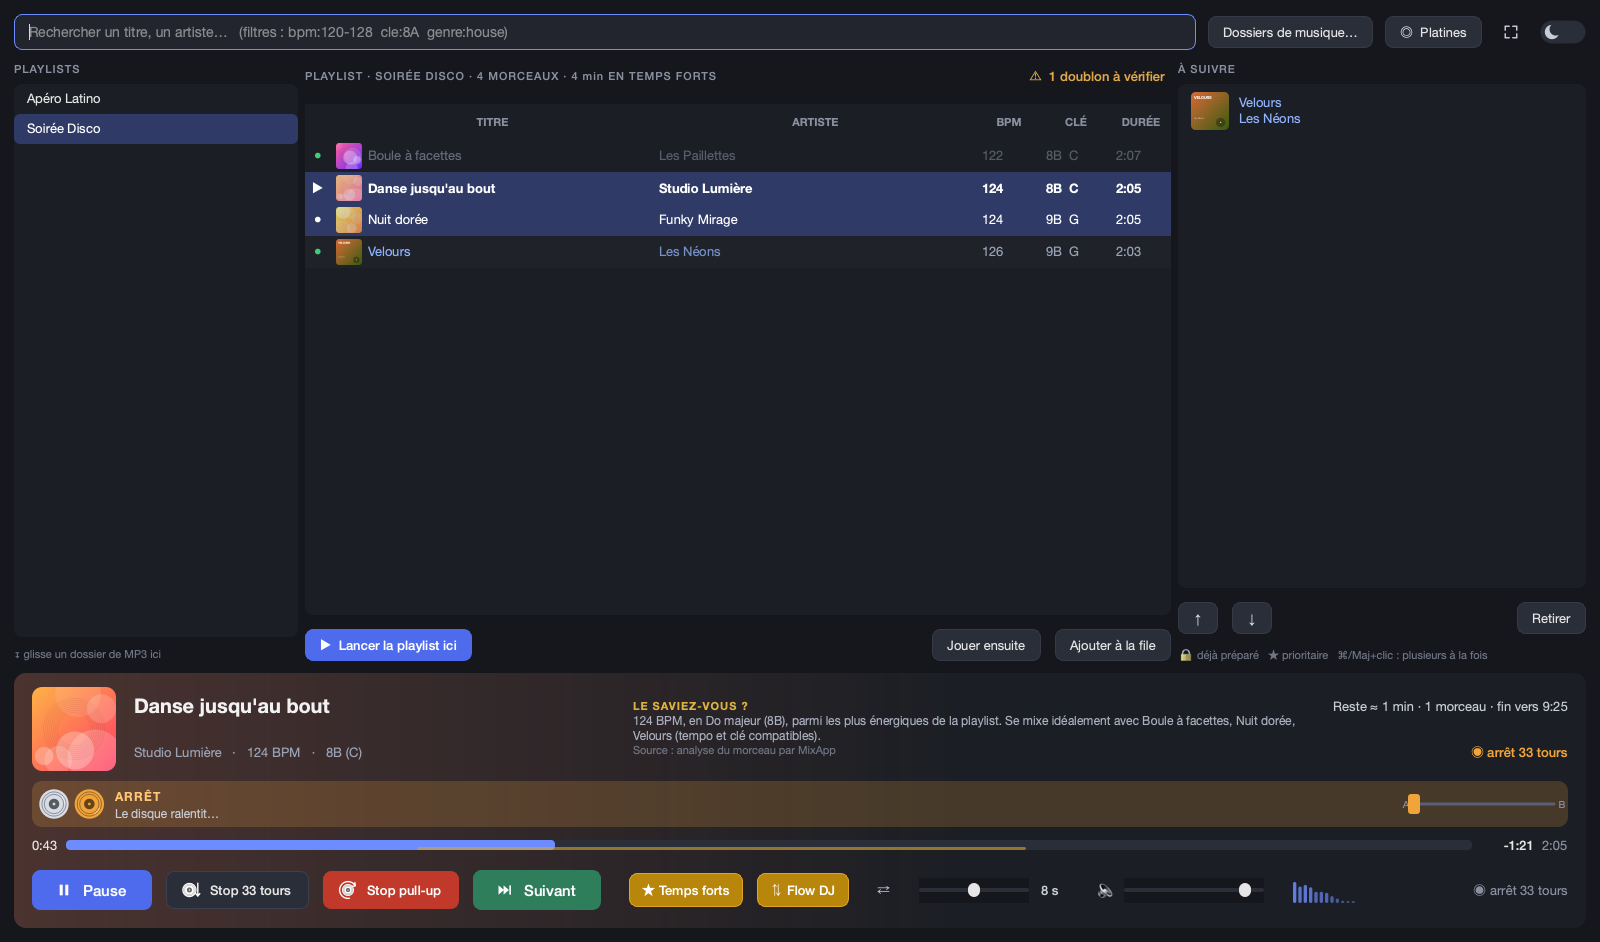 Rechercher un titre, un artiste… (filtres : bpm:120-128 cle:8A genre:house)
Dossiers de musique…
Platines
PLAYLISTS
Apéro Latino
Soirée Disco
glisse un dossier de MP3 ici
PLAYLIST · SOIRÉE DISCO · 4 MORCEAUX · 4 min EN TEMPS FORTS
⚠ 1 doublon à vérifier
TITRE ARTISTE BPM CLÉ DURÉE
Boule à facettes Les Paillettes 122 8B C 2:07
Danse jusqu'au bout Studio Lumière 124 8B C 2:05
Nuit dorée Funky Mirage 124 9B G 2:05
Velours Les Néons 126 9B G 2:03
Lancer la playlist ici
Jouer ensuite
Ajouter à la file
À SUIVRE
Velours
Les Néons
↑ ↓
Retirer
🔒 déjà préparé ★ prioritaire ⌘/Maj+clic : plusieurs à la fois
Danse jusqu'au bout
Studio Lumière · 124 BPM · 8B (C)
LE SAVIEZ-VOUS ?
124 BPM, en Do majeur (8B), parmi les plus énergiques de la playlist. Se mixe idéalement avec Boule à facettes, Nuit dorée,
Velours (tempo et clé compatibles).
Source : analyse du morceau par MixApp
Reste ≈ 1 min · 1 morceau · fin vers 9:25
◉ arrêt 33 tours
ARRÊT
Le disque ralentit…
A B
0:43 -1:21 2:05
Pause
Stop 33 tours
Stop pull-up
Suivant
★ Temps forts
⇅ Flow DJ
⇄
8 s
◉ arrêt 33 tours